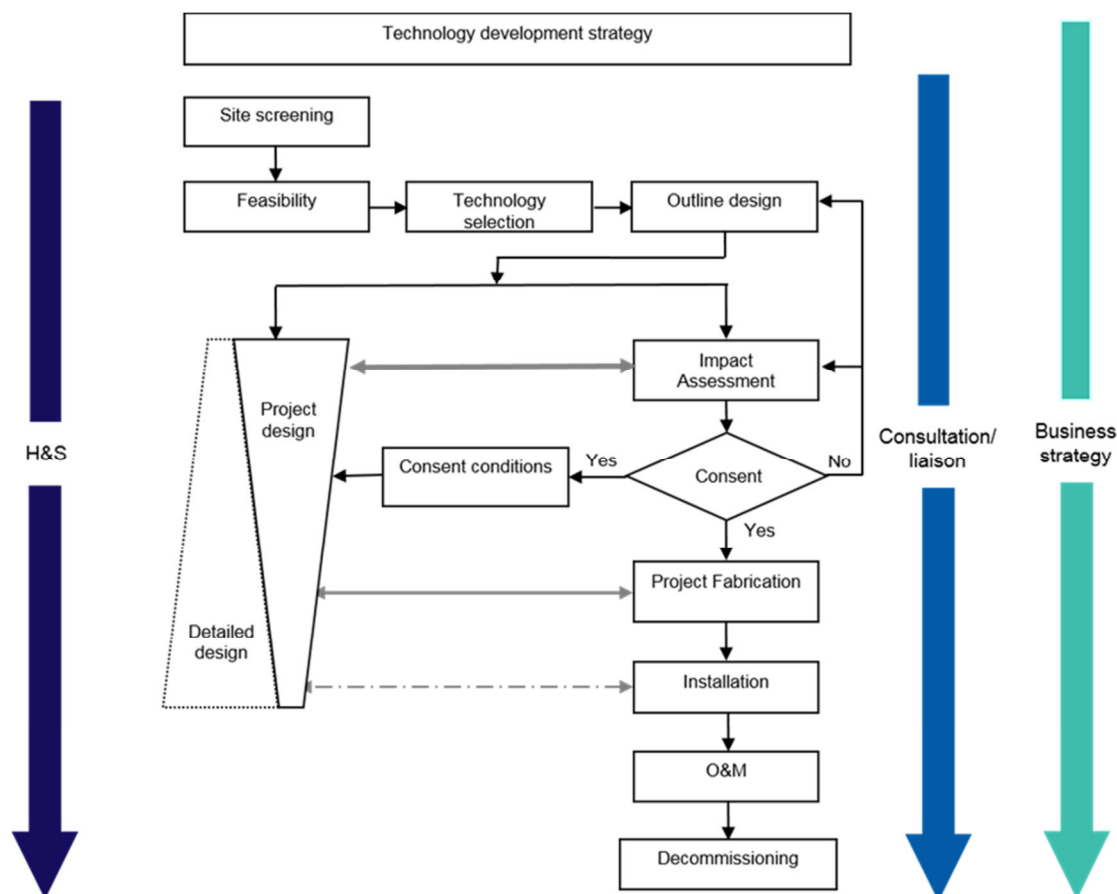 Technology development strategy
Site screening
Feasibility
Technology
selection
Outline design
Impact
Assessment
Project
design
H&S
Consent conditions
Yes
Consent
No
Consultation/
liaison
Business
strategy
Yes
Project Fabrication
Detailed
design
Installation
O&M
Decommissioning